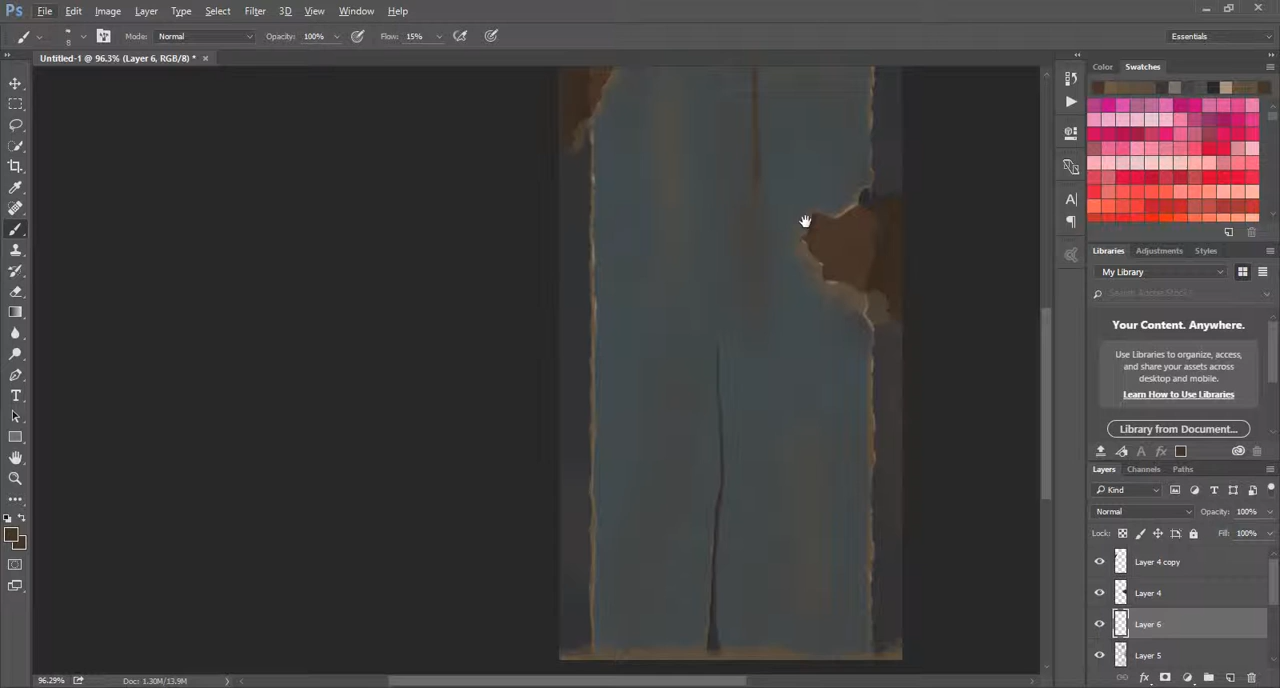 Ps File Edit Image Layer Type Select Filter 3D View Window Help
8 Mode: Normal Opacity: 100% Flow: 15% Essentials
Untitled-1 @ 96.3% (Layer 6, RGB/8) * ×
Color Swatches
Libraries Adjustments Styles
My Library
Search Adobe Stock
Your Content. Anywhere.
Use Libraries to organize, access,
and share your assets across
desktop and mobile.
Learn How to Use Libraries
Library from Document...
Layers Channels Paths
Kind
Normal Opacity: 100%
Lock: Fill: 100%
Layer 4 copy
Layer 4
Layer 6
Layer 5
96.29% Doc: 1.30M/13.9M